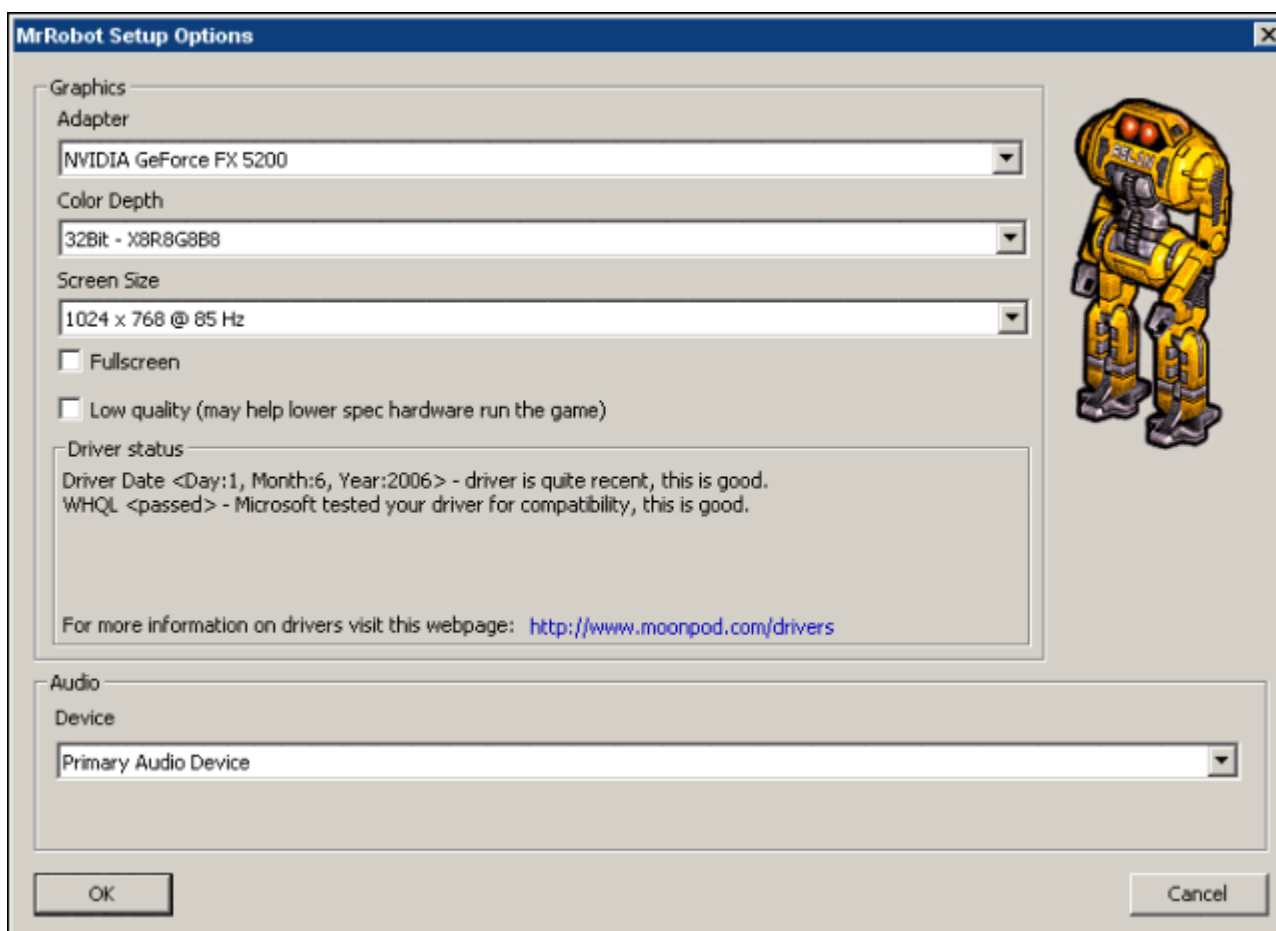 MrRobot Setup Options
Graphics
Adapter
NVIDIA GeForce FX 5200
Color Depth
32Bit - X8R8G8B8
Screen Size
1024 x 768 @ 85 Hz
Fullscreen
Low quality (may help lower spec hardware run the game)
Driver status
Driver Date <Day:1, Month:6, Year:2006> - driver is quite recent, this is good.
WHQL <passed> - Microsoft tested your driver for compatibility, this is good.
For more information on drivers visit this webpage: http://www.moonpod.com/drivers
Audio
Device
Primary Audio Device
OK
Cancel